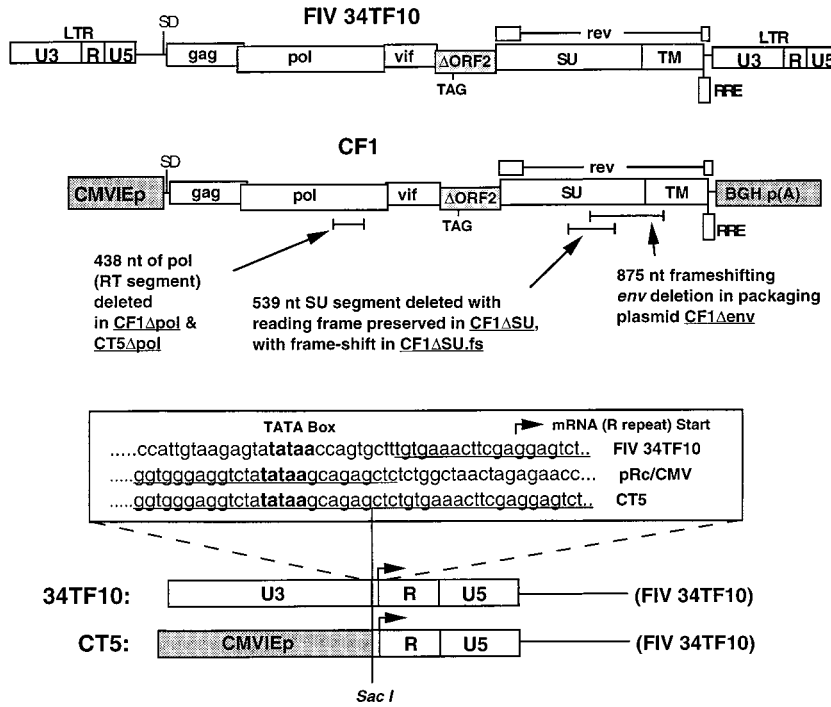 FIV 34TF10
LTR
U3 R U5
SD
gag
pol
vif
ΔORF2
TAG
rev
SU
TM
RRE
LTR
U3 R U5
CF1
CMVIEp
SD
gag
pol
vif
ΔORF2
TAG
rev
SU
TM
RRE
BGH p(A)
438 nt of pol
(RT segment)
deleted
in CF1Δpol &
CT5Δpol
539 nt SU segment deleted with
reading frame preserved in CF1ΔSU,
with frame-shift in CF1ΔSU.fs
875 nt frameshifting
env deletion in packaging
plasmid CF1Δenv
TATA Box
mRNA (R repeat) Start
.....ccattgtaagagtatataaccagtgctttgtgaaacttcgaggagtct.. FIV 34TF10
.....ggtgggaggtctatataagcagagctctctggctaactagagaacc... pRc/CMV
.....ggtgggaggtctatataagcagagctctgtgaaacttcgaggagtct.. CT5
34TF10: U3 R U5 (FIV 34TF10)
CT5: CMVIEp R U5 (FIV 34TF10)
Sac I